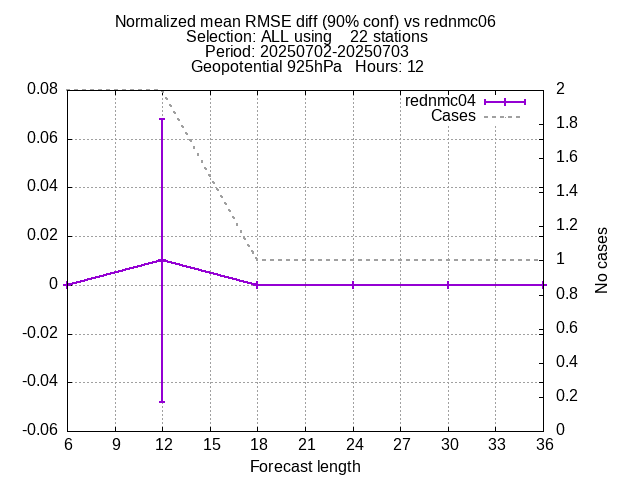 Normalized mean RMSE diff (90% conf) vs rednmc06
Selection: ALL using    22 stations
Period: 20250702-20250703
Geopotential 925hPa   Hours: 12
rednmc04
Cases
0.08
0.06
0.04
0.02
0
-0.02
-0.04
-0.06
2
1.8
1.6
1.4
1.2
1
0.8
0.6
0.4
0.2
0
No cases
6 9 12 15 18 21 24 27 30 33 36
Forecast length